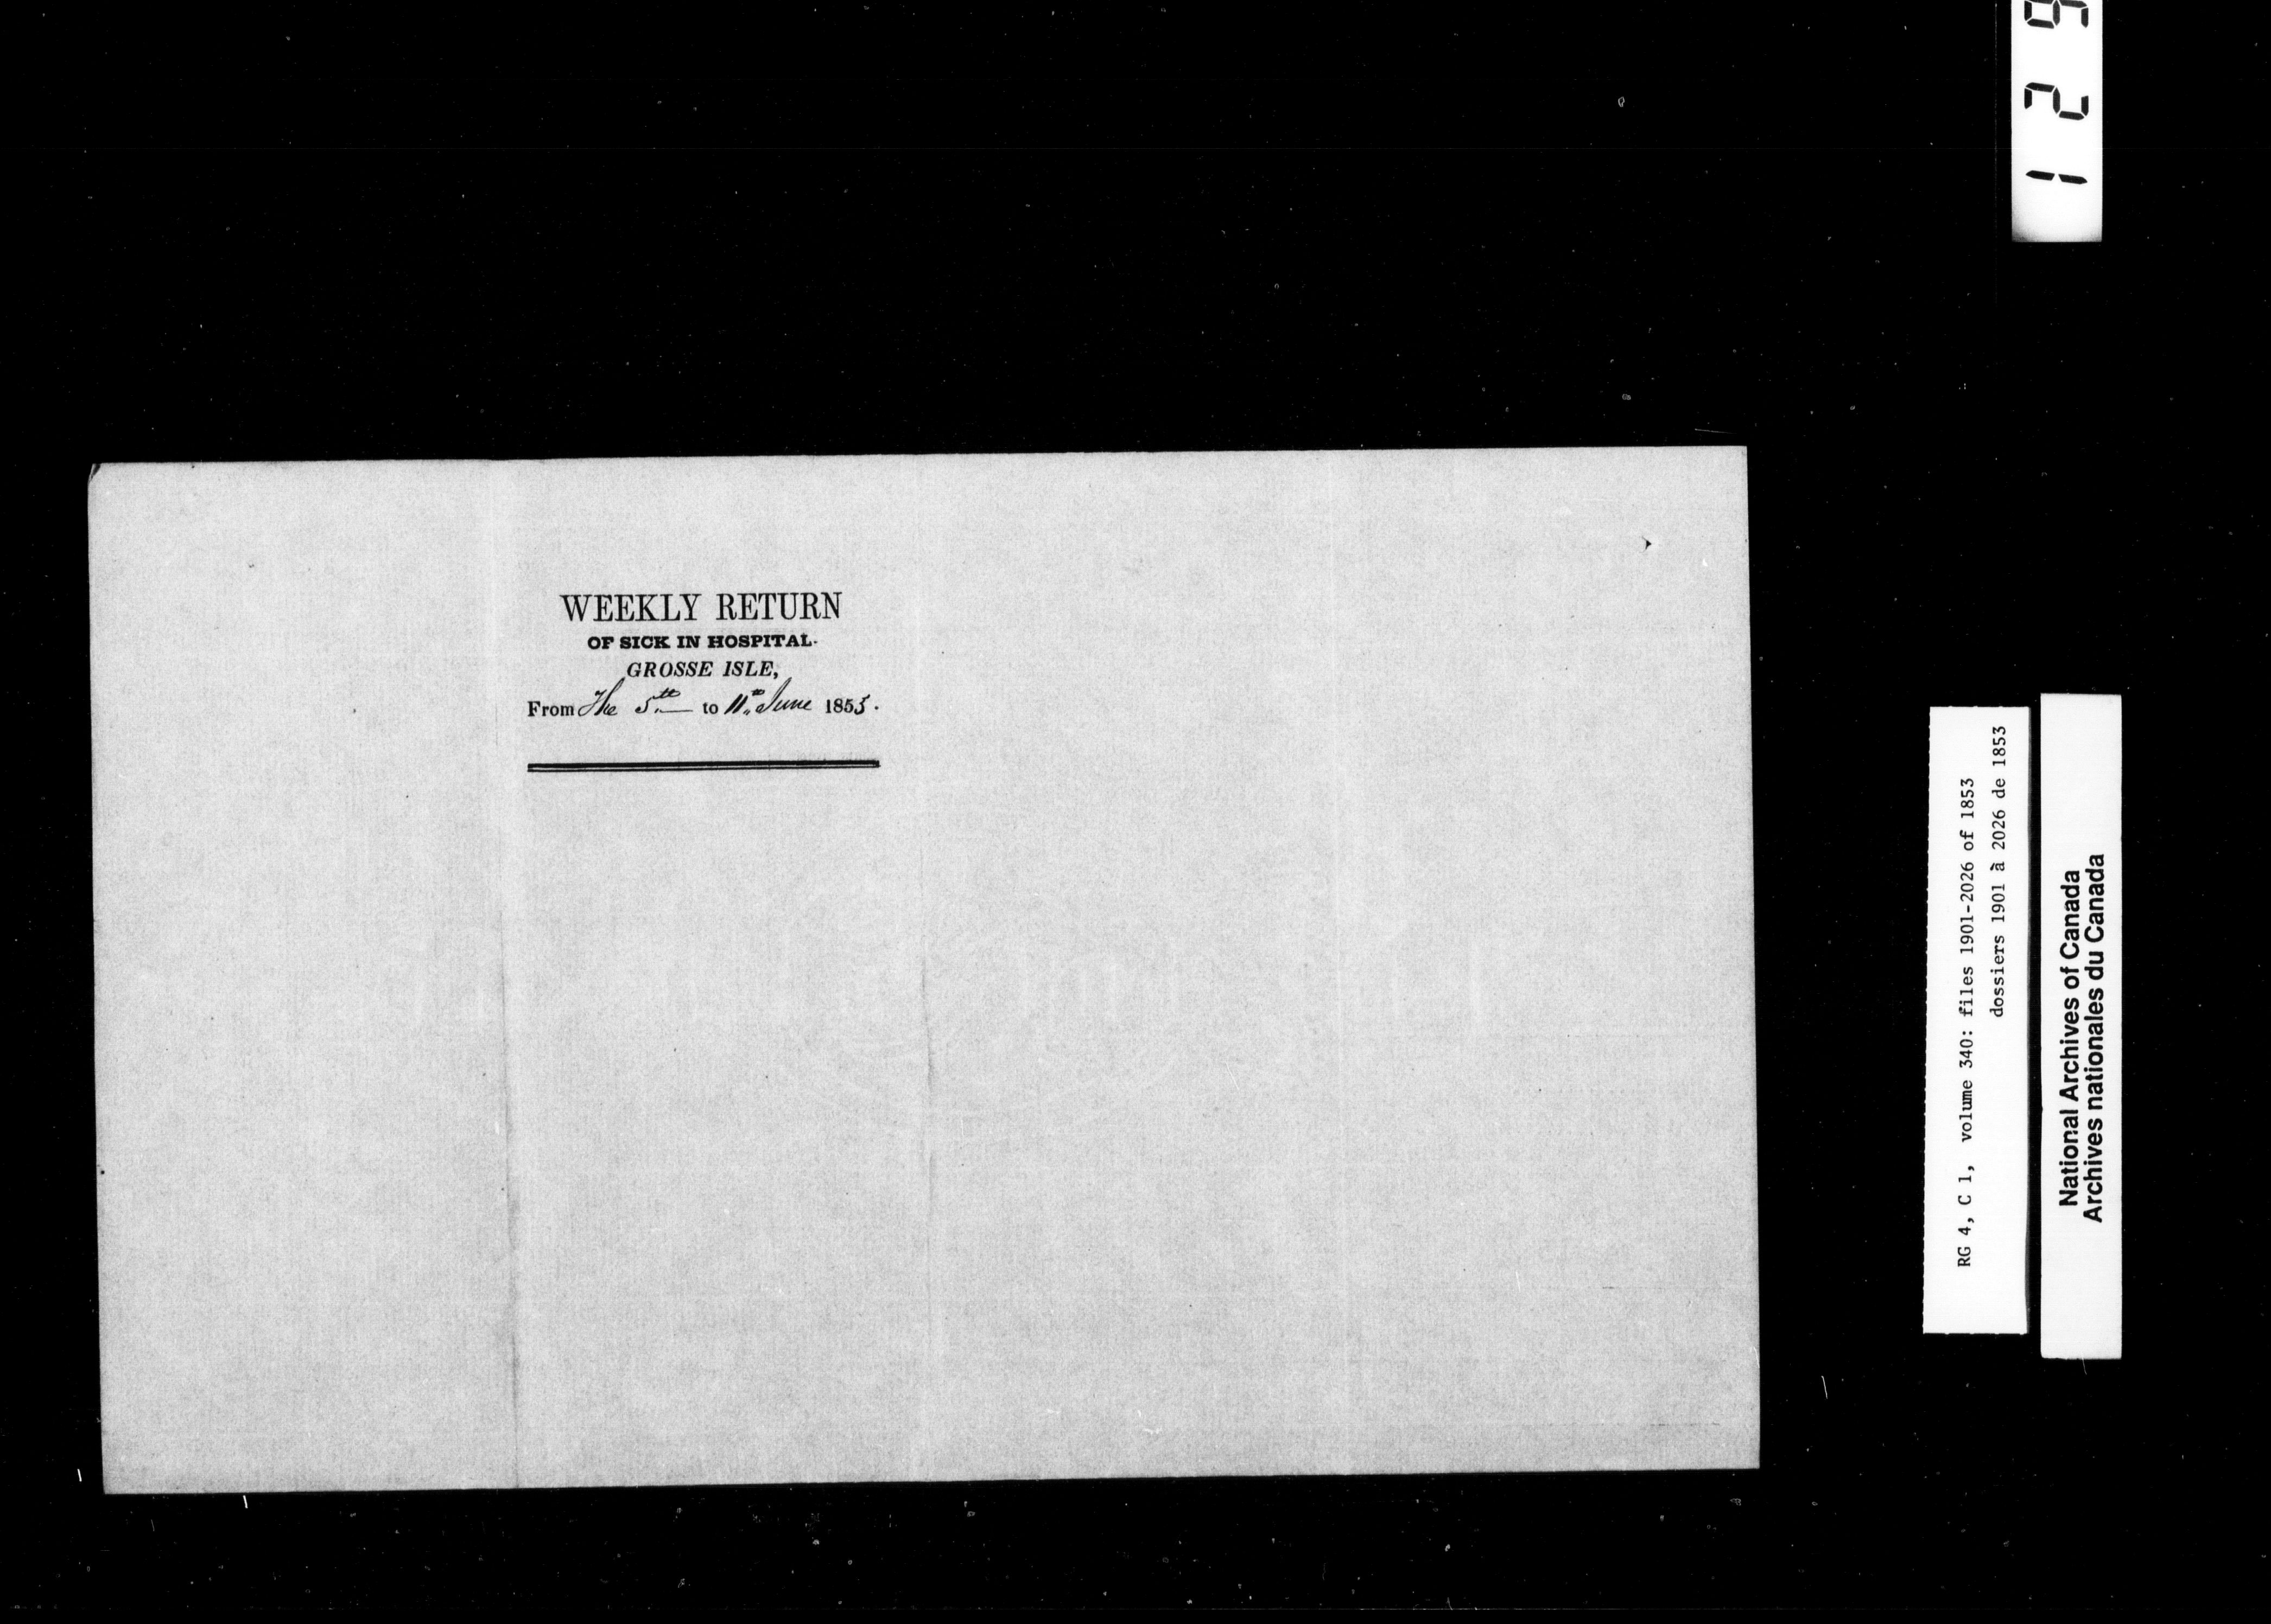 WEEKLY RETURN
OF SICK IN HOSPITAL.
GROSSE ISLE,
From The 5th to 11th June 1853.
RG 4, C 1, volume 340: files 1901-2026 of 1853
dossiers 1901 à 2026 de 1853
National Archives of Canada
Archives nationales du Canada